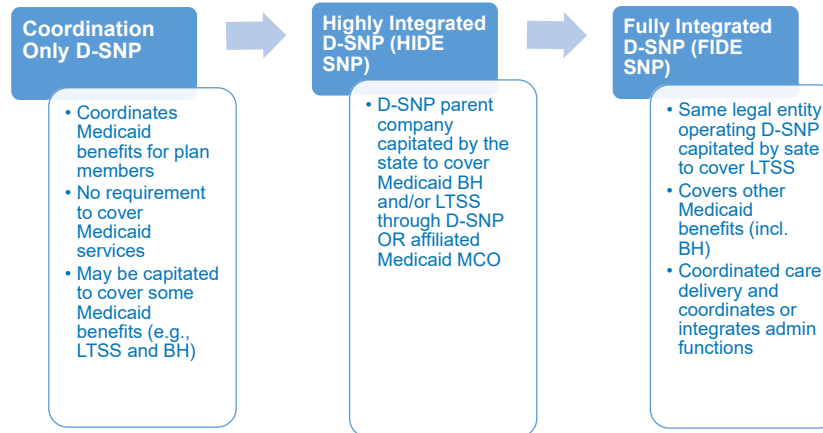 Coordination
Only D-SNP
• Coordinates
Medicaid
benefits for plan
members
• No requirement
to cover
Medicaid
services
• May be capitated
to cover some
Medicaid
benefits (e.g.,
LTSS and BH)
Highly Integrated
D-SNP (HIDE
SNP)
• D-SNP parent
company
capitated by the
state to cover
Medicaid BH
and/or LTSS
through D-SNP
OR affiliated
Medicaid MCO
Fully Integrated
D-SNP (FIDE
SNP)
• Same legal entity
operating D-SNP
capitated by sate
to cover LTSS
• Covers other
Medicaid
benefits (incl.
BH)
• Coordinated care
delivery and
coordinates or
integrates admin
functions